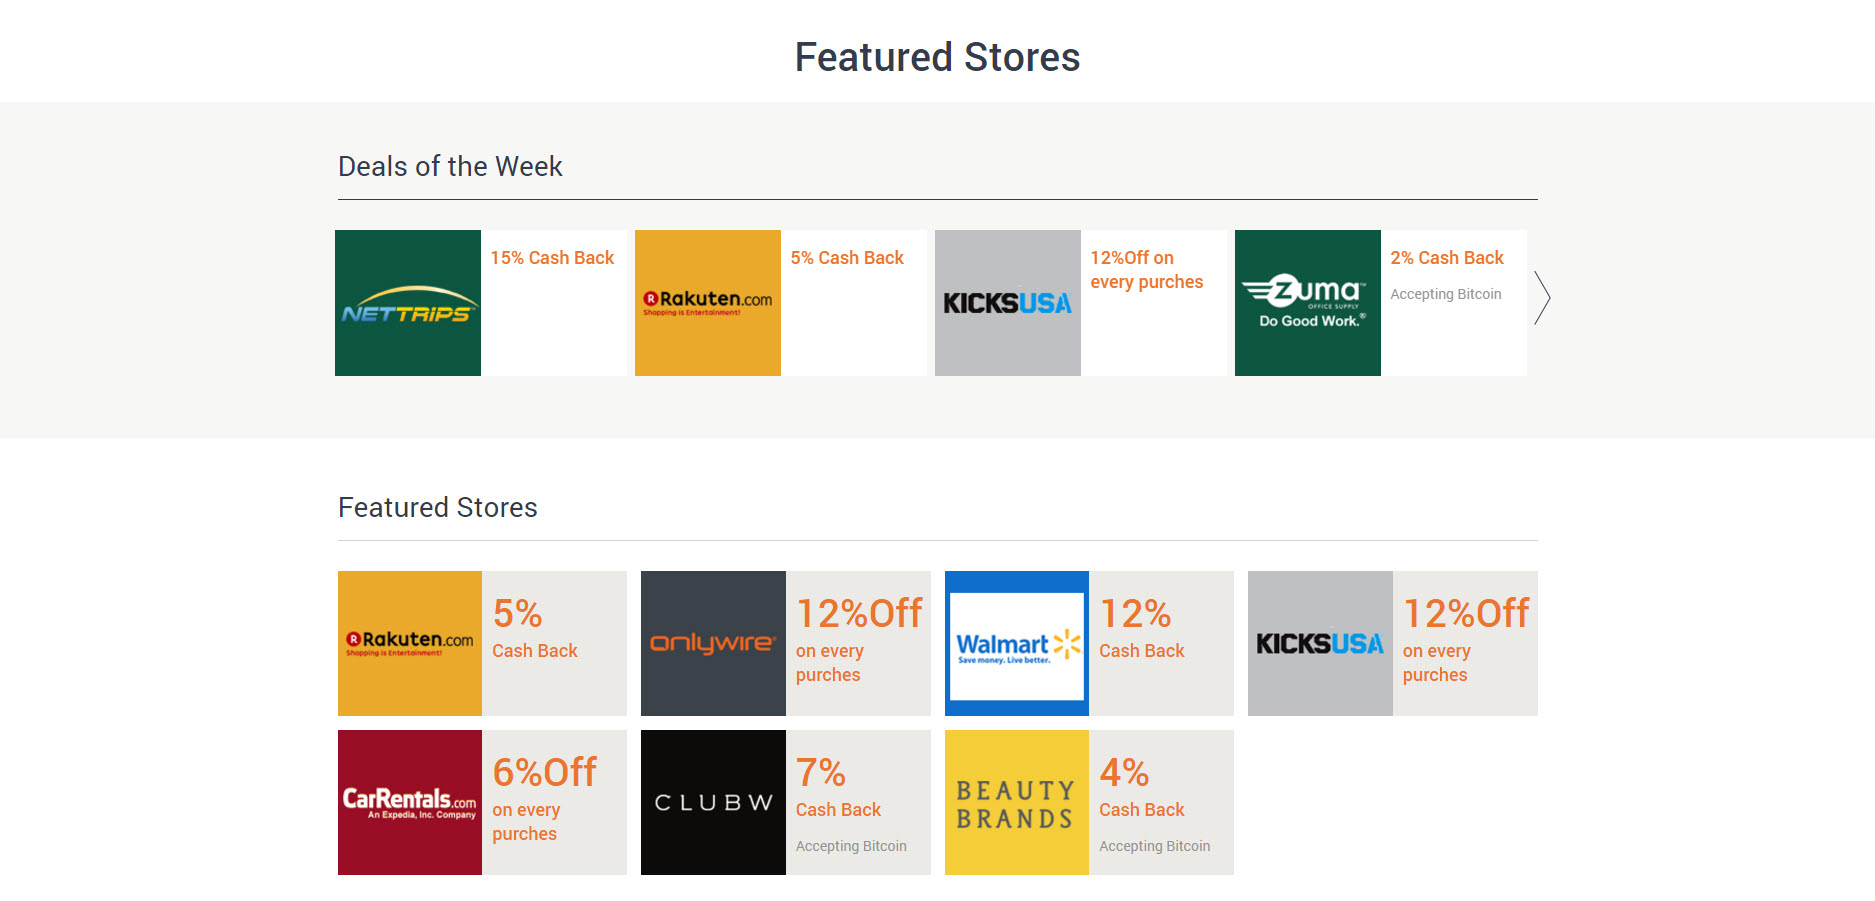 Featured Stores
Deals of the Week
NETTRIPS™
15% Cash Back
R Rakuten.com
Shopping is Entertainment!
5% Cash Back
KICKSUSA
12%Off on
every purches
Zuma™
OFFICE SUPPLY
Do Good Work.®
2% Cash Back
Accepting Bitcoin
Featured Stores
R Rakuten.com
Shopping is Entertainment!
5%
Cash Back
onlywire®
12%Off
on every
purches
Walmart
Save money. Live better.
12%
Cash Back
KICKSUSA
12%Off
on every
purches
CarRentals.com
An Expedia, Inc. Company
6%Off
on every
purches
CLUBW
7%
Cash Back
Accepting Bitcoin
BEAUTY
BRANDS
4%
Cash Back
Accepting Bitcoin